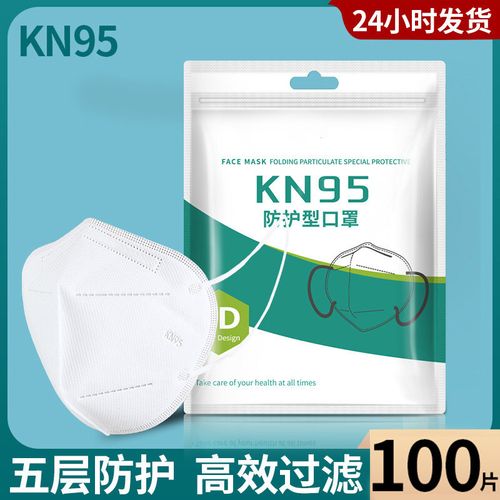 KN95
24小时发货
FACE MASK FOLDING PARTICULATE SPECIAL PROTECTIVE
KN95
防护型口罩
KN95
D
Design
Take care of your health at all times
五层防护 高效过滤 100片